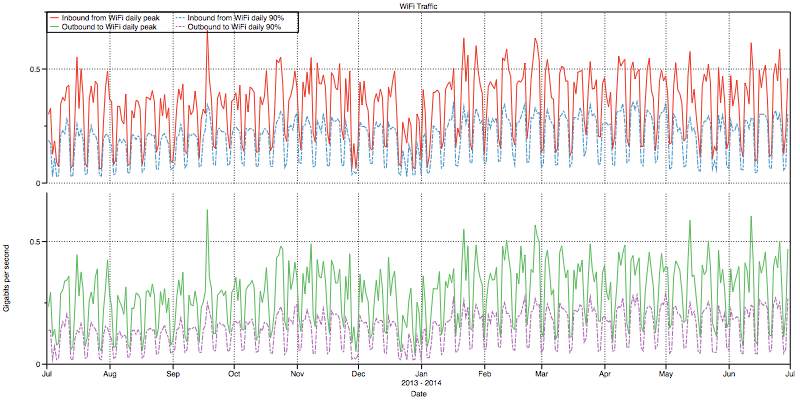 WiFi Traffic
Inbound from WiFi daily peak
Inbound from WiFi daily 90%
Outbound to WiFi daily peak
Outbound to WiFi daily 90%
0.5
0
0.5
0
Gigabits per second
Jul Aug Sep Oct Nov Dec Jan Feb Mar Apr May Jun Jul
2013 - 2014
Date